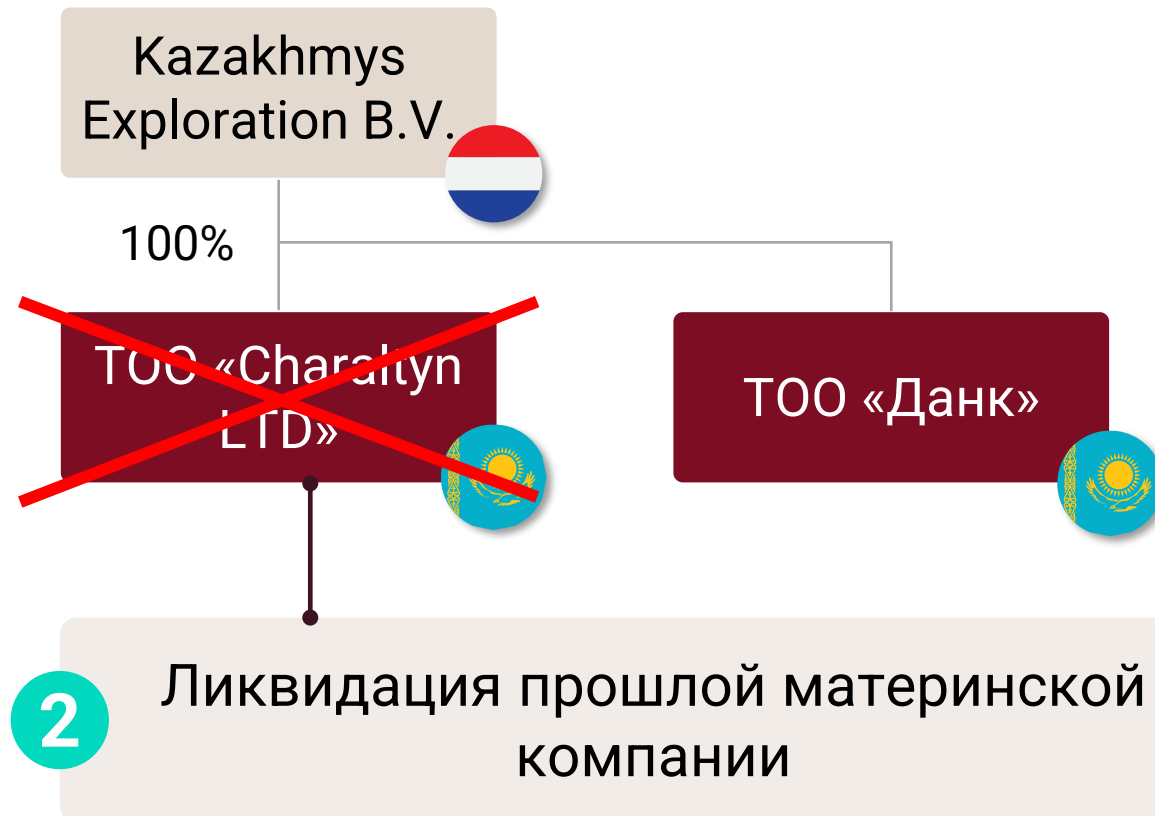 Kazakhmys
Exploration B.V.
100%
ТОО «Charaltyn
LTD»
ТОО «Данк»
2
Ликвидация прошлой материнской
компании